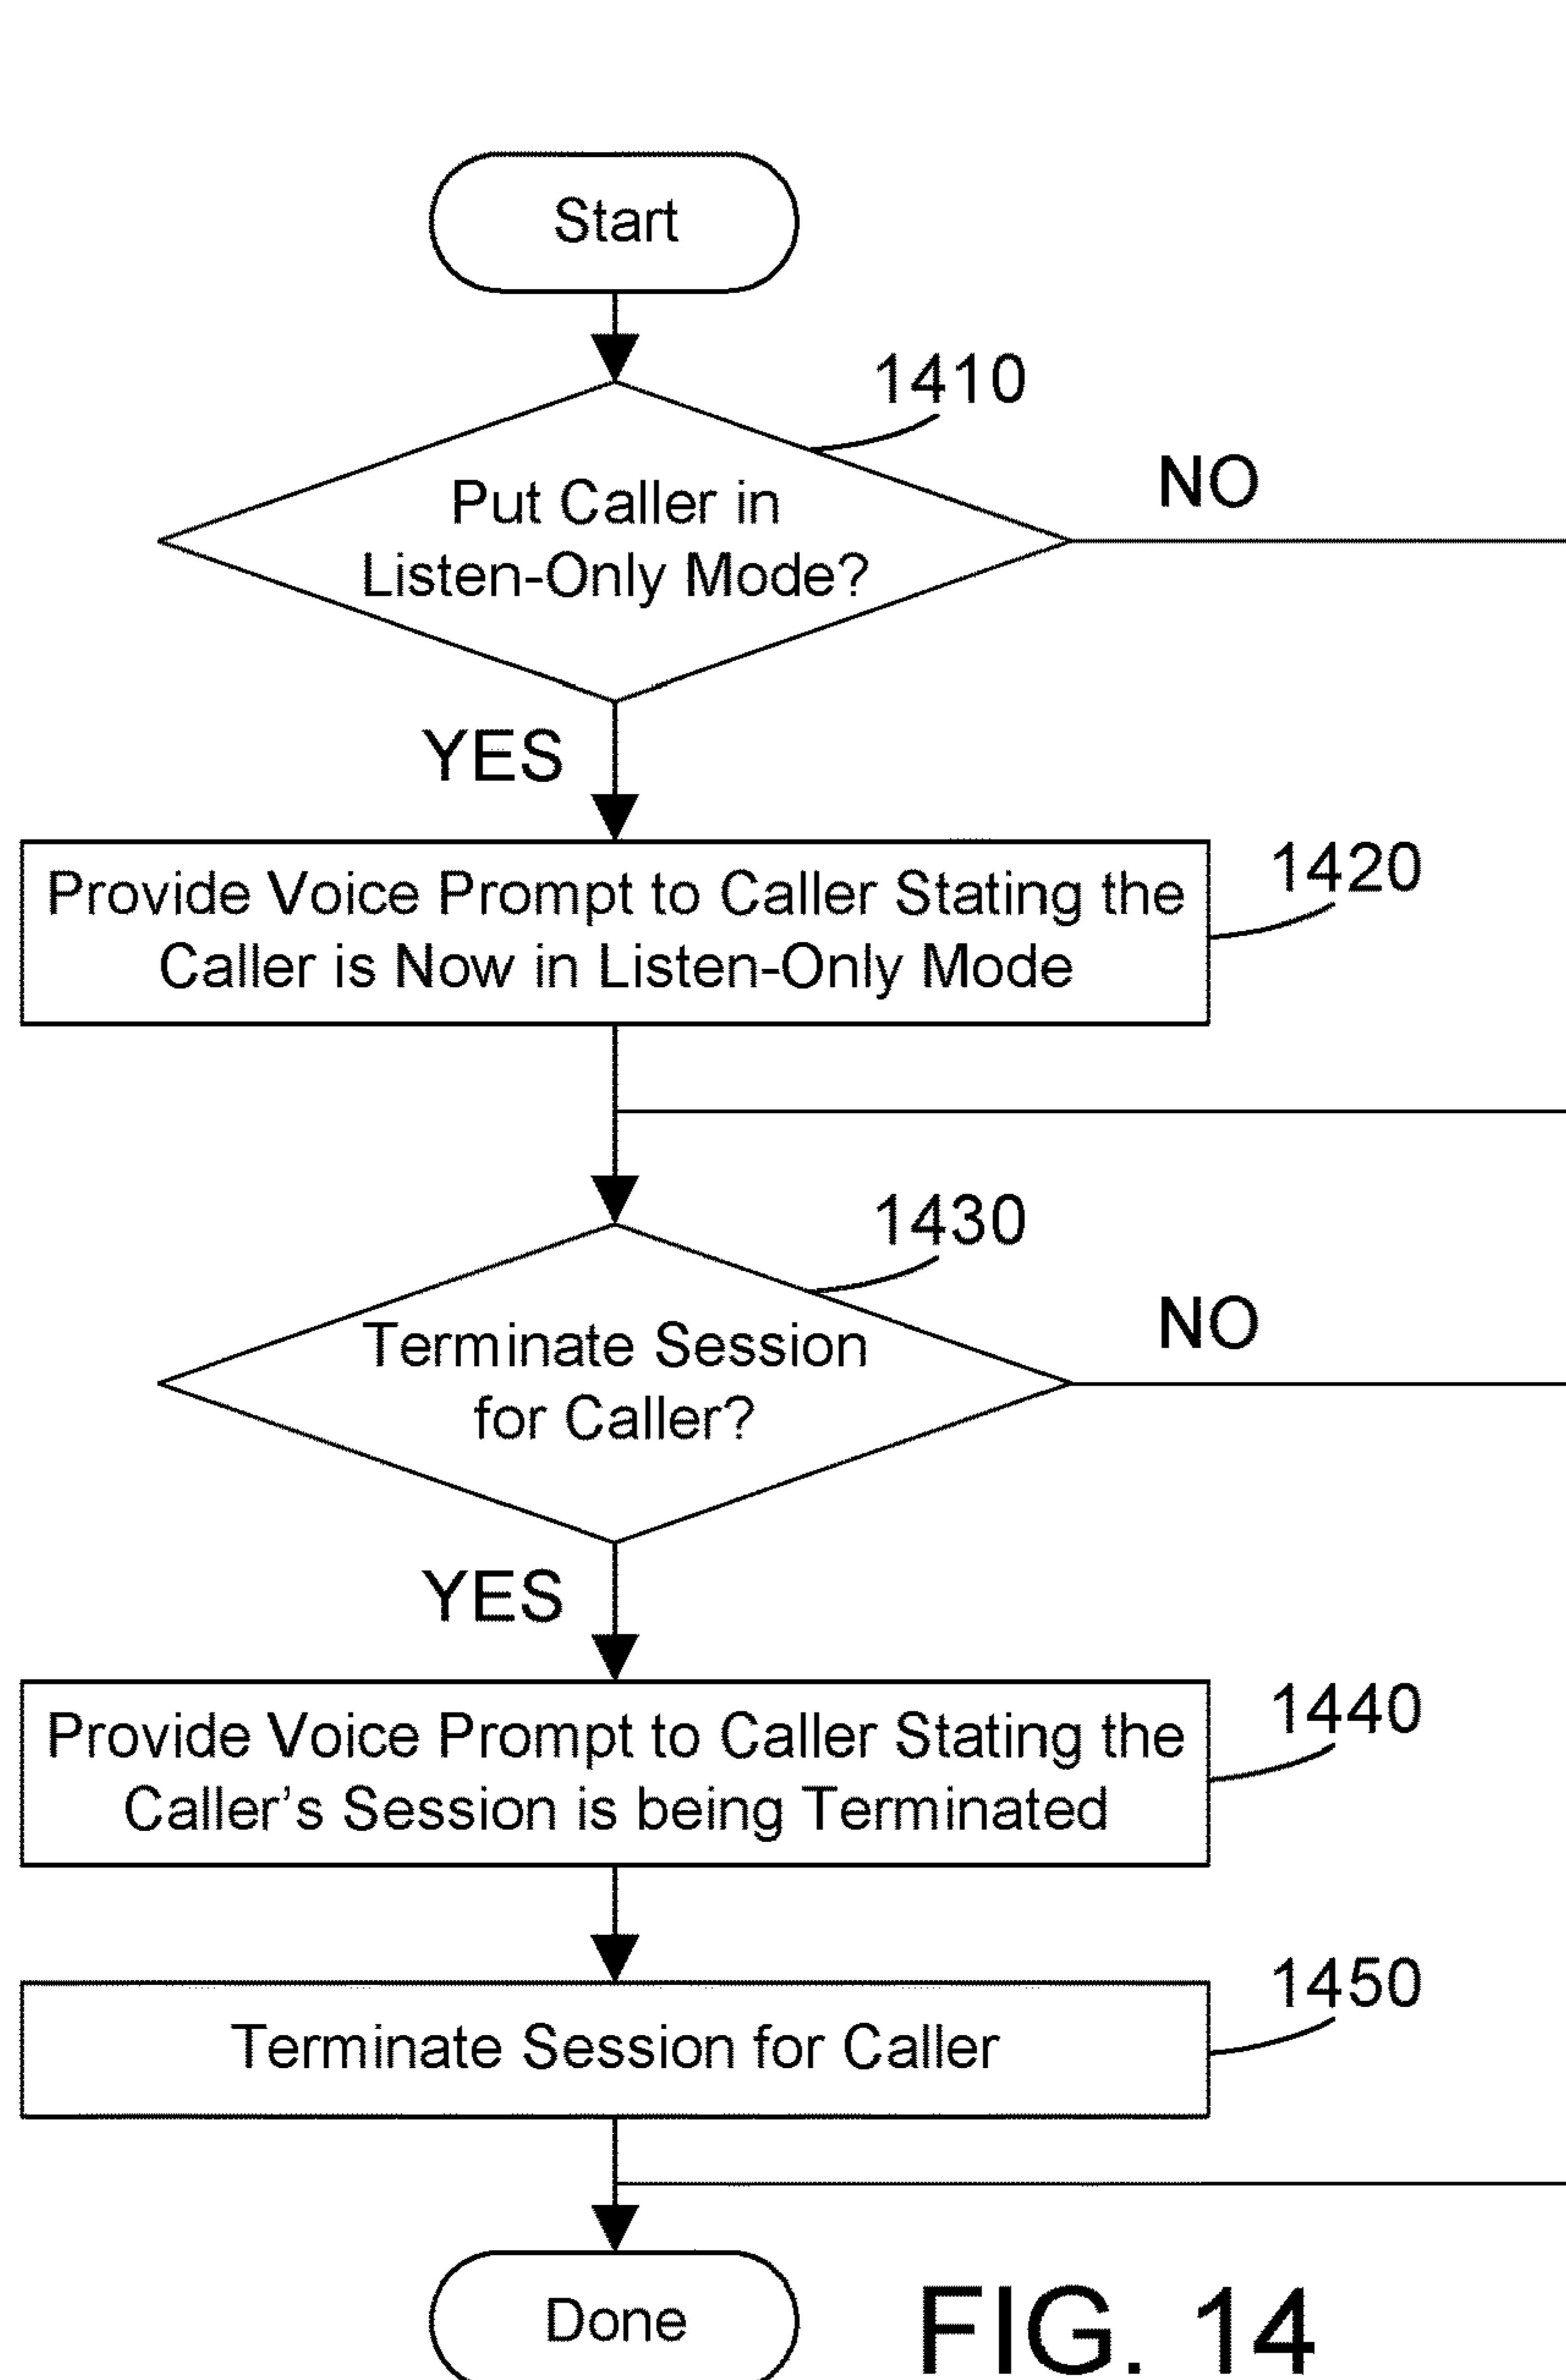 Start
1410
Put Caller in
Listen-Only Mode?
NO
YES
Provide Voice Prompt to Caller Stating the
Caller is Now in Listen-Only Mode
1420
1430
Terminate Session
for Caller?
NO
YES
Provide Voice Prompt to Caller Stating the
Caller's Session is being Terminated
1440
Terminate Session for Caller
1450
Done
FIG. 14